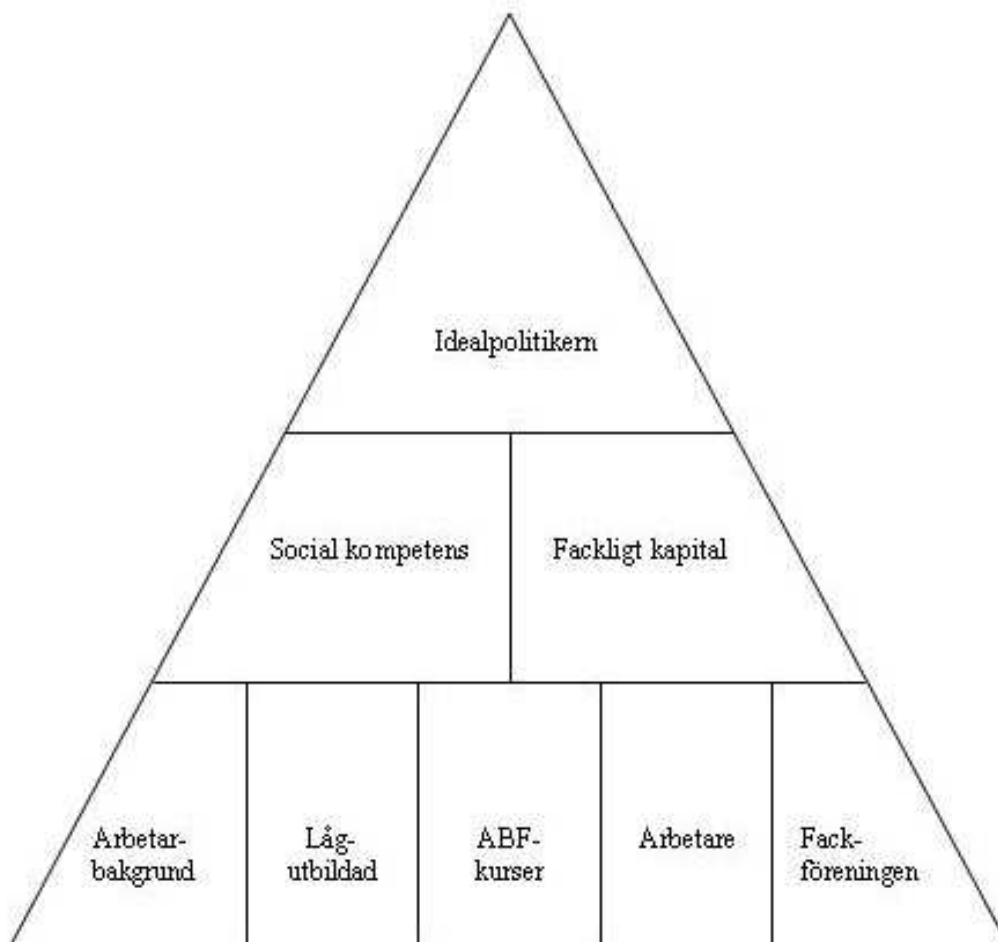 Idealpolitikern
Social kompetens
Fackligt kapital
Arbetar-
bakgrund
Låg-
utbildad
ABF-
kurser
Arbetare
Fack-
föreningen